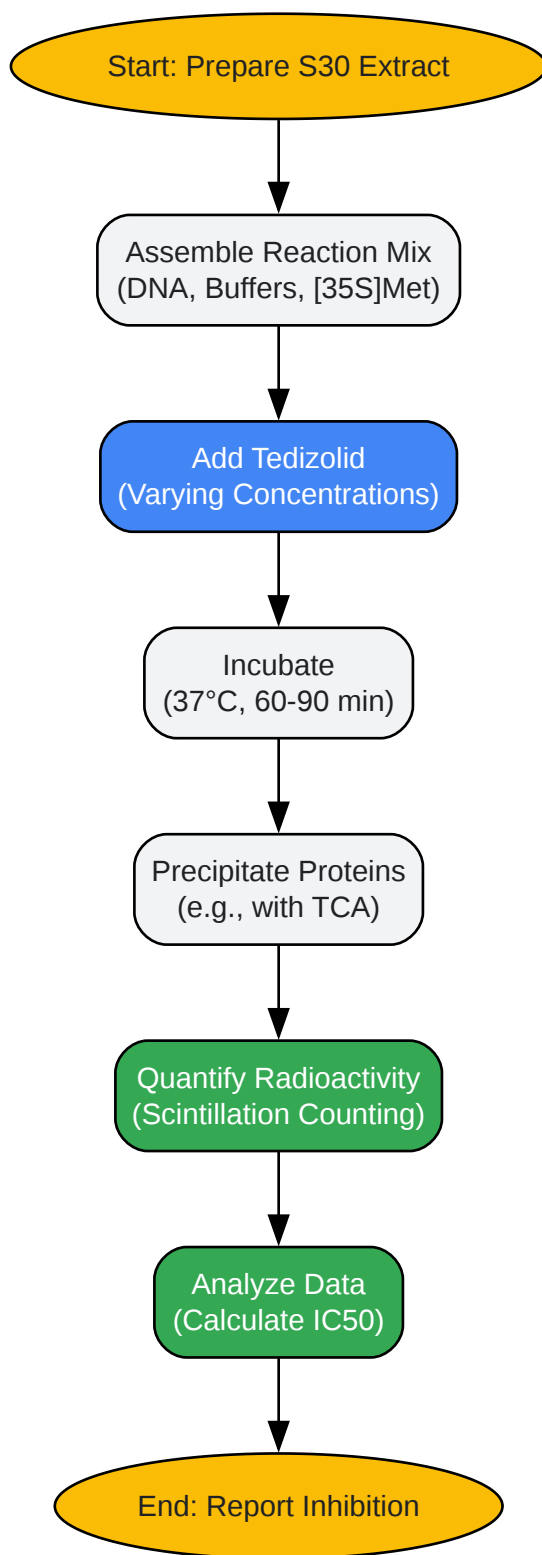 Start: Prepare S30 Extract
Assemble Reaction Mix
(DNA, Buffers, [35S]Met)
Add Tedizolid
(Varying Concentrations)
Incubate
(37°C, 60-90 min)
Precipitate Proteins
(e.g., with TCA)
Quantify Radioactivity
(Scintillation Counting)
Analyze Data
(Calculate IC50)
End: Report Inhibition